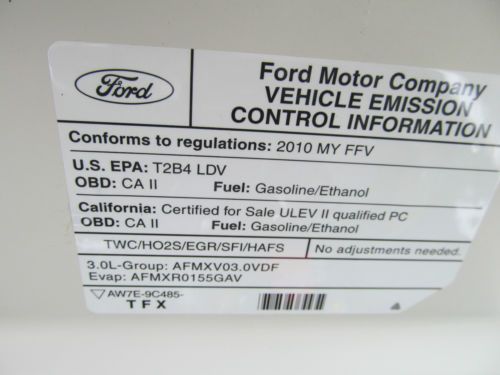 Ford
Ford Motor Company
VEHICLE EMISSION
CONTROL INFORMATION
Conforms to regulations: 2010 MY FFV
U.S. EPA: T2B4 LDV
OBD: CA II Fuel: Gasoline/Ethanol
California: Certified for Sale ULEV II qualified PC
OBD: CA II Fuel: Gasoline/Ethanol
TWC/HO2S/EGR/SFI/HAFS No adjustments needed.
3.0L-Group: AFMXV03.0VDF
Evap: AFMXR0155GAV
AW7E-9C485-
TFX